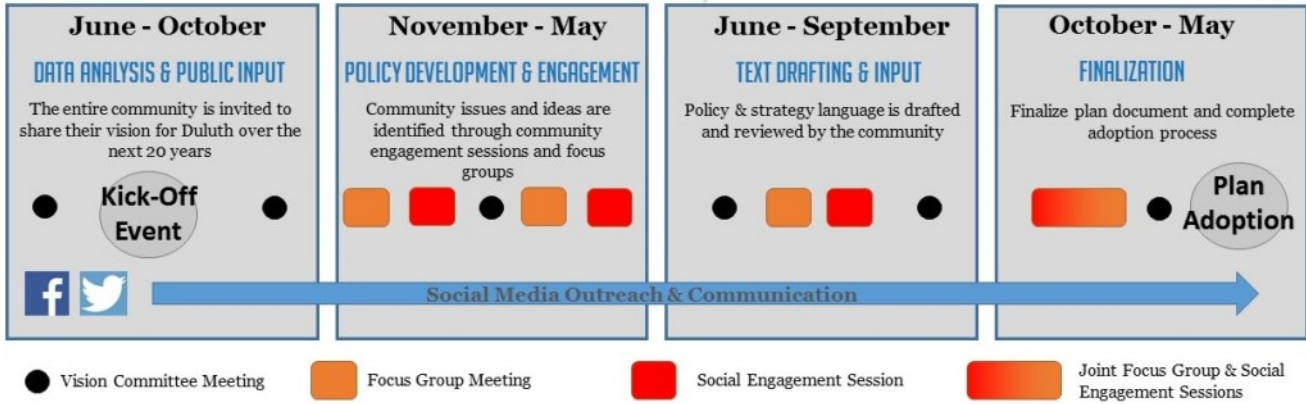 June - October
DATA ANALYSIS & PUBLIC INPUT
The entire community is invited to
share their vision for Duluth over the
next 20 years
Kick-Off
Event
November - May
POLICY DEVELOPMENT & ENGAGEMENT
Community issues and ideas are
identified through community
engagement sessions and focus
groups
June - September
TEXT DRAFTING & INPUT
Policy & strategy language is drafted
and reviewed by the community
October - May
FINALIZATION
Finalize plan document and complete
adoption process
Plan
Adoption
Social Media Outreach & Communication
Vision Committee Meeting
Focus Group Meeting
Social Engagement Session
Joint Focus Group & Social
Engagement Sessions